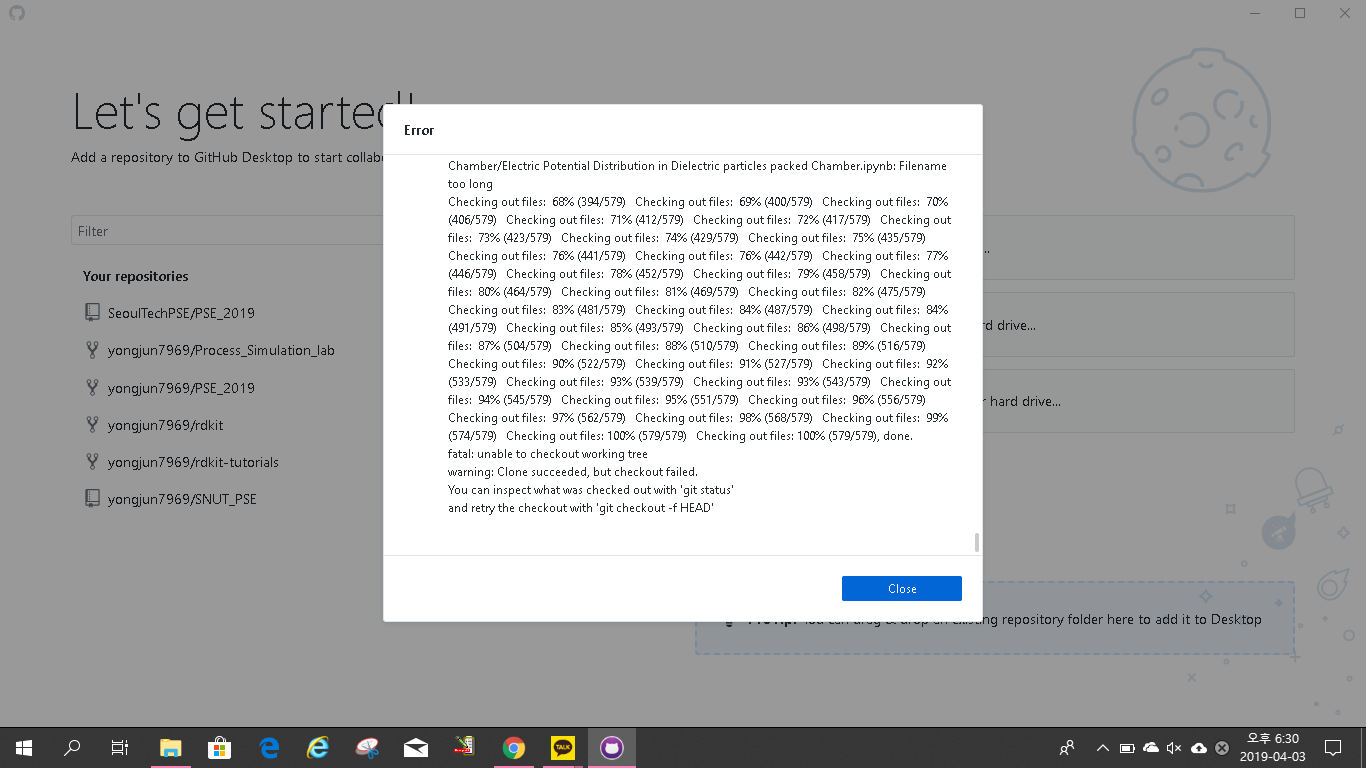 Let's get started!
Add a repository to GitHub Desktop to start collabo
Filter
Your repositories
SeoulTechPSE/PSE_2019
yongjun7969/Process_Simulation_lab
yongjun7969/PSE_2019
yongjun7969/rdkit
yongjun7969/rdkit-tutorials
yongjun7969/SNUT_PSE
Error
Chamber/Electric Potential Distribution in Dielectric particles packed Chamber.ipynb: Filename
too long
Checking out files: 68% (394/579) Checking out files: 69% (400/579) Checking out files: 70%
(406/579) Checking out files: 71% (412/579) Checking out files: 72% (417/579) Checking out
files: 73% (423/579) Checking out files: 74% (429/579) Checking out files: 75% (435/579)
Checking out files: 76% (441/579) Checking out files: 76% (442/579) Checking out files: 77%
(446/579) Checking out files: 78% (452/579) Checking out files: 79% (458/579) Checking out
files: 80% (464/579) Checking out files: 81% (469/579) Checking out files: 82% (475/579)
Checking out files: 83% (481/579) Checking out files: 84% (487/579) Checking out files: 84%
(491/579) Checking out files: 85% (493/579) Checking out files: 86% (498/579) Checking out
files: 87% (504/579) Checking out files: 88% (510/579) Checking out files: 89% (516/579)
Checking out files: 90% (522/579) Checking out files: 91% (527/579) Checking out files: 92%
(533/579) Checking out files: 93% (539/579) Checking out files: 93% (543/579) Checking out
files: 94% (545/579) Checking out files: 95% (551/579) Checking out files: 96% (556/579)
Checking out files: 97% (562/579) Checking out files: 98% (568/579) Checking out files: 99%
(574/579) Checking out files: 100% (579/579) Checking out files: 100% (579/579), done.
fatal: unable to checkout working tree
warning: Clone succeeded, but checkout failed.
You can inspect what was checked out with 'git status'
and retry the checkout with 'git checkout -f HEAD'
Close
...
rd drive...
r hard drive...
existing repository folder here to add it to Desktop
TALK
오후 6:30
2019-04-03